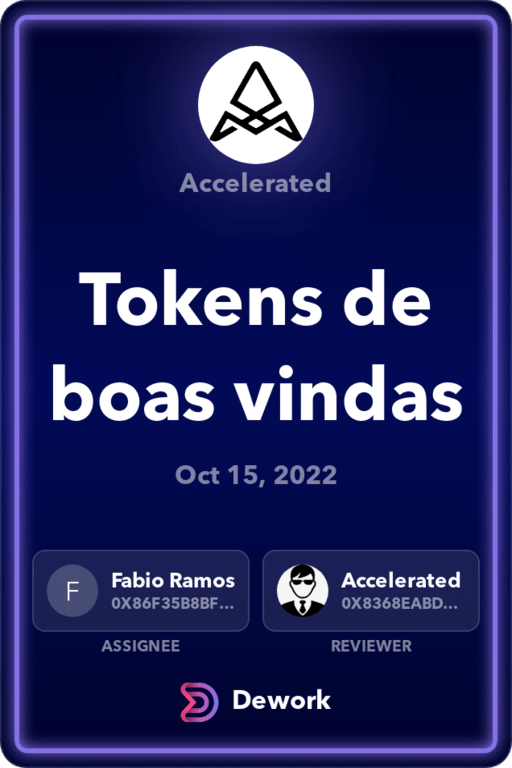 Accelerated
Tokens de
boas vindas
Oct 15, 2022
F
Fabio Ramos
0X86F35B8BF...
ASSIGNEE
Accelerated
0X8368EABD...
REVIEWER
Dework